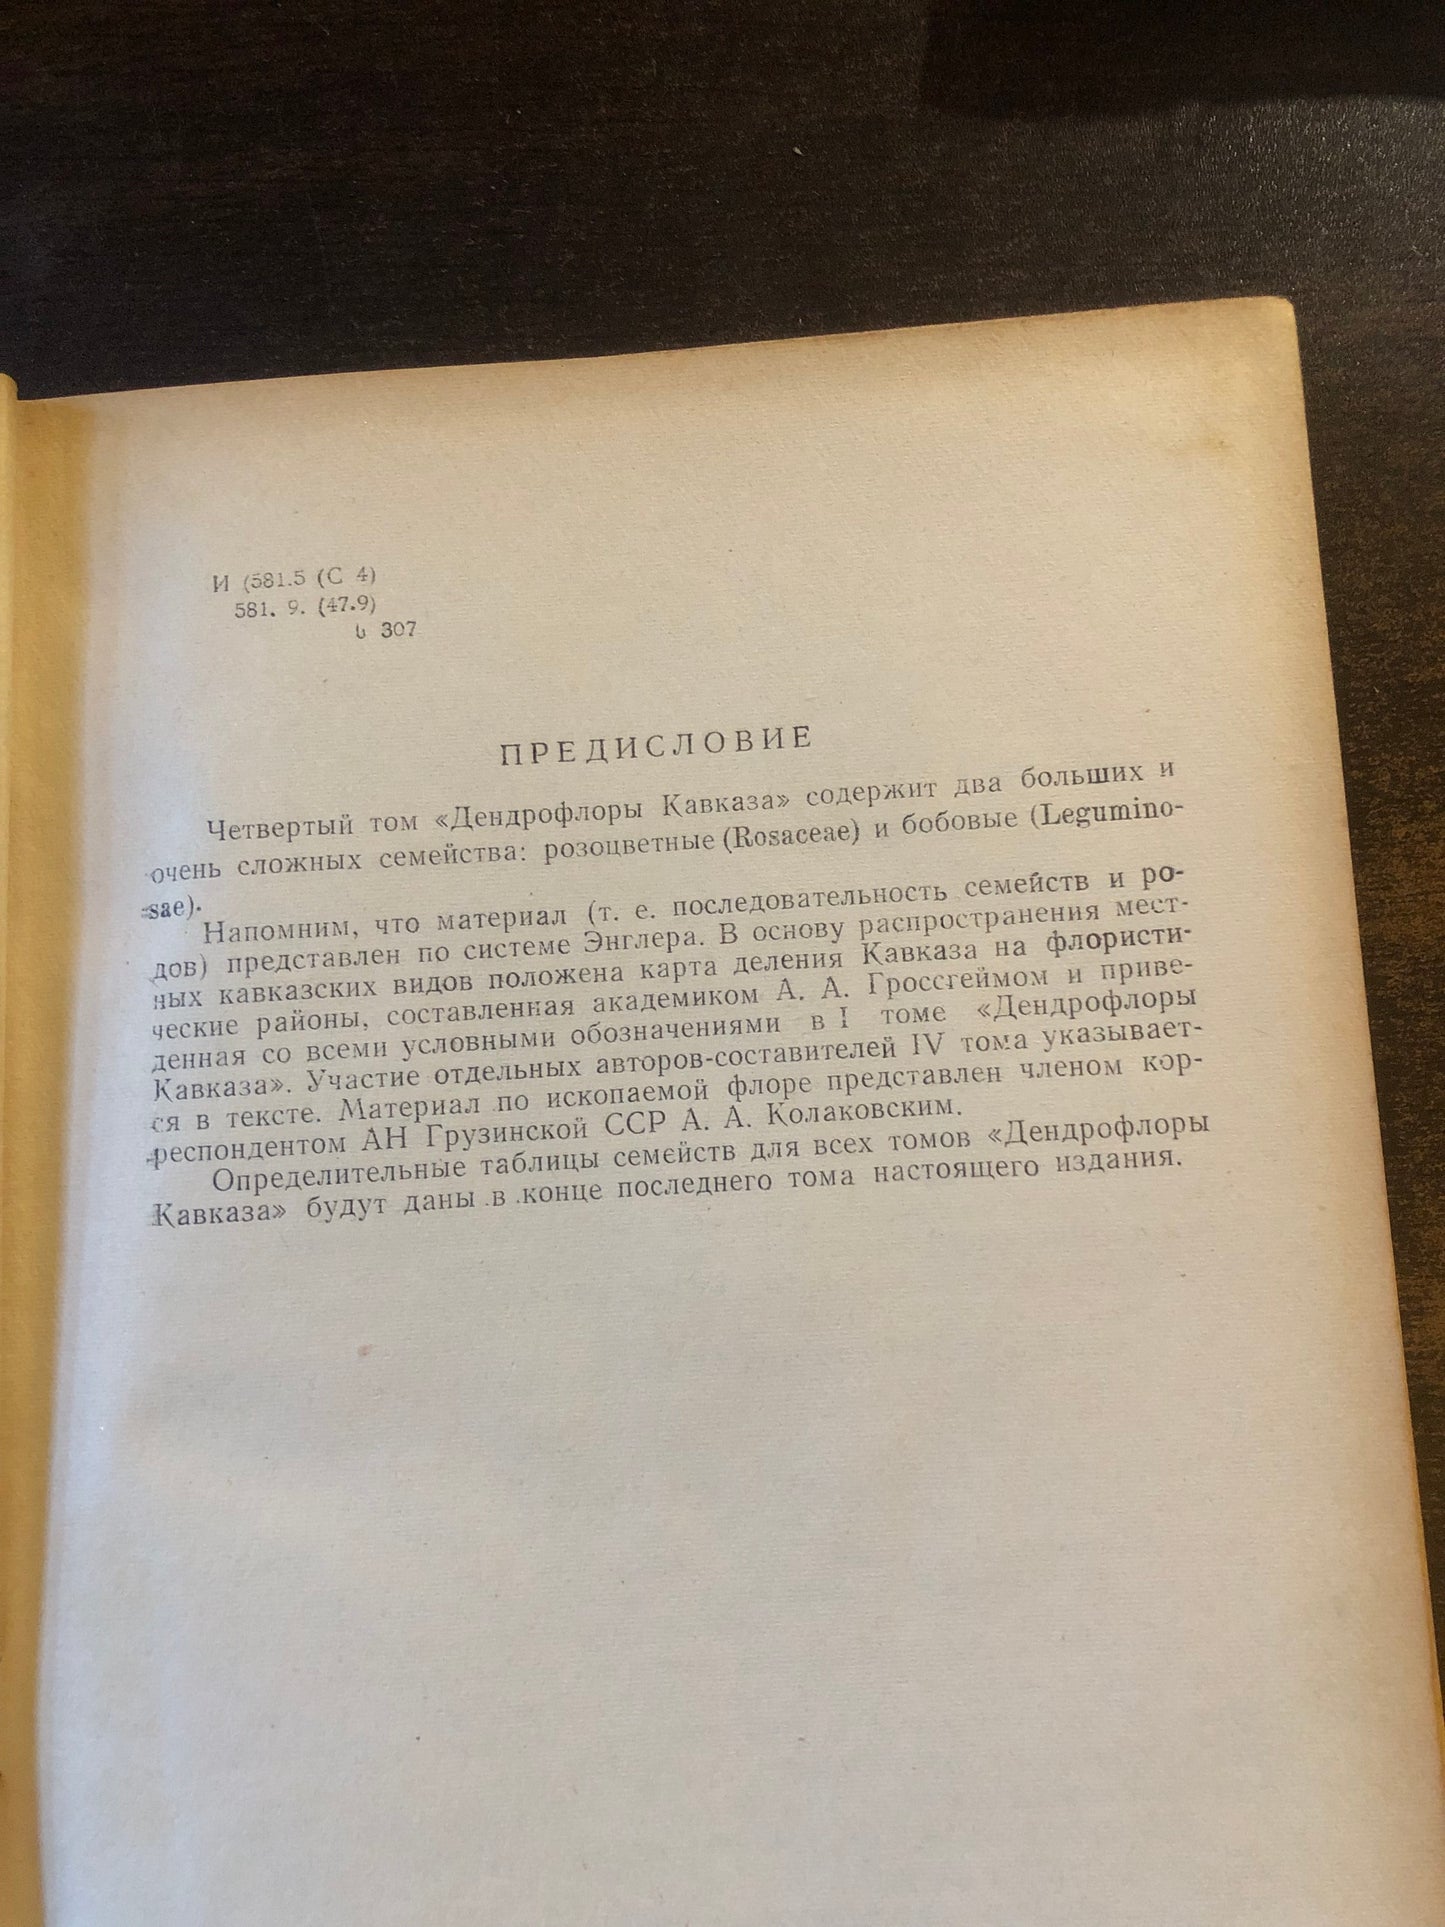 И (581.5 (С 4)
581. 9. (47.9)
307
ПРЕДИСЛОВИЕ
Четвертый том «Дендрофлоры Кавказа» содержит два больших и
очень сложных семейства: розоцветные (Rosaceae) и бобовые (Legumino-
sae).
Напомним, что материал (т. е. последовательность семейств и ро-
дов) представлен по системе Энглера. В основу распространения мест-
ных кавказских видов положена карта деления Кавказа на флористи-
ческие районы, составленная академиком А. А. Гроссгеймом и приве-
денная со всеми условными обозначениями в I томе «Дендрофлоры
Кавказа». Участие отдельных авторов-составителей IV тома указывает-
ся в тексте. Материал по ископаемой флоре представлен членом кор-
респондентом АН Грузинской ССР А. А. Колаковским.
Определительные таблицы семейств для всех томов «Дендрофлоры
Кавказа» будут даны в конце последнего тома настоящего издания.